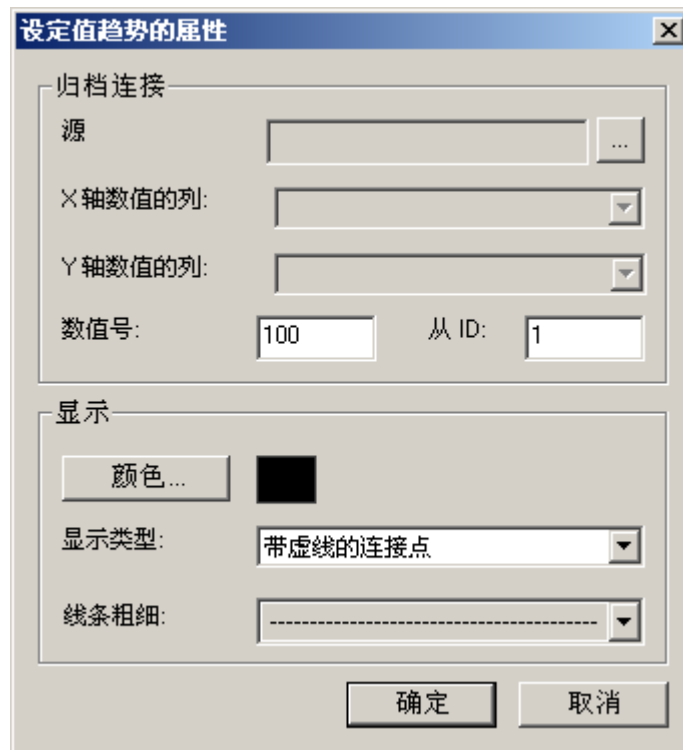 设定值趋势的属性
归档连接
源 ...
X 轴数值的列:
Y 轴数值的列:
数值号: 100 从 ID: 1
显示
颜色...
显示类型: 带虚线的连接点
线条粗细:
确定 取消